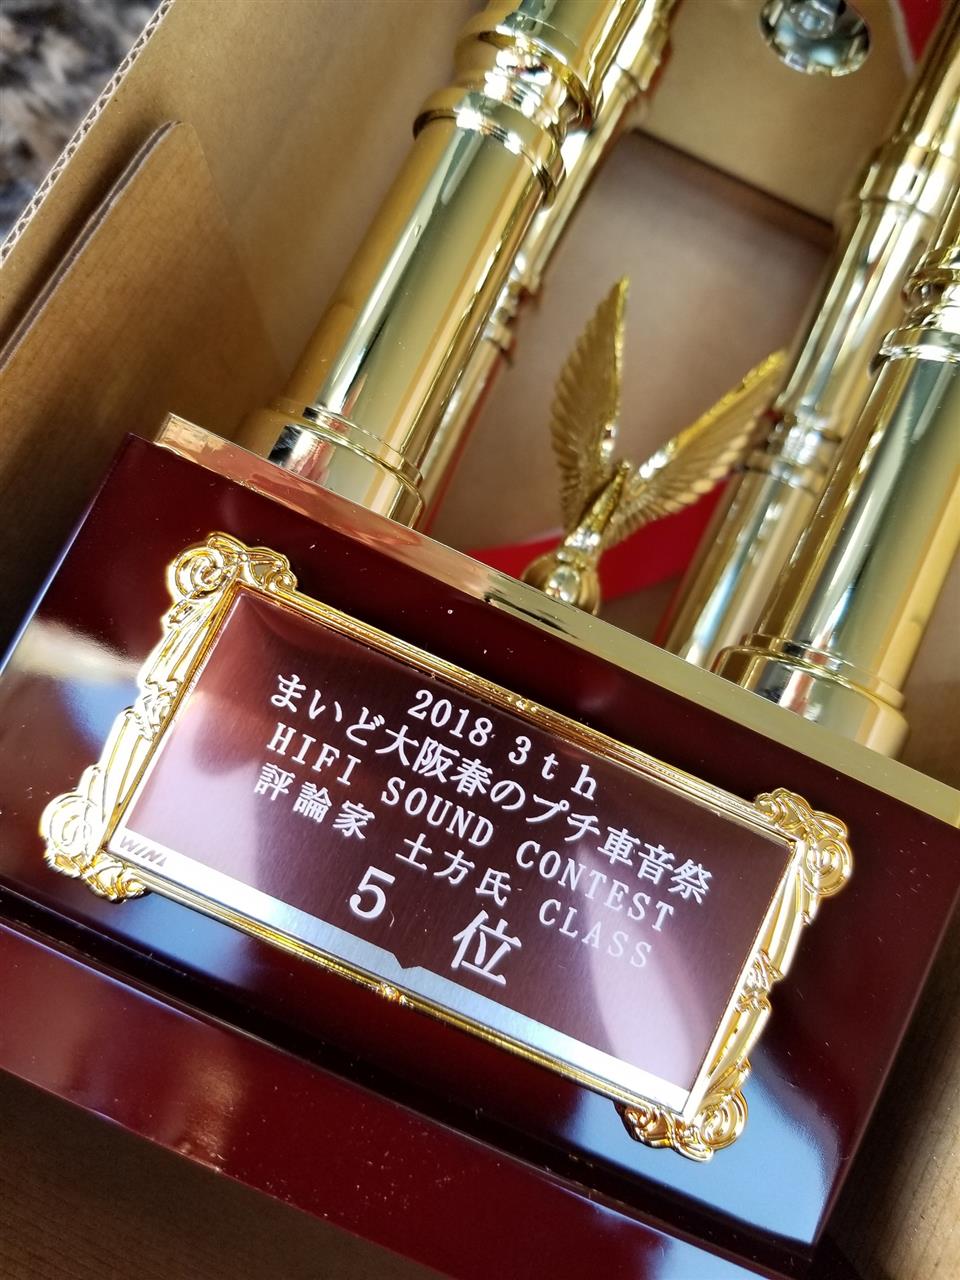 2018 3th
まいど大阪春のプチ車音祭
HIFI SOUND CONTEST
評論家 土方氏 CLASS
5 位